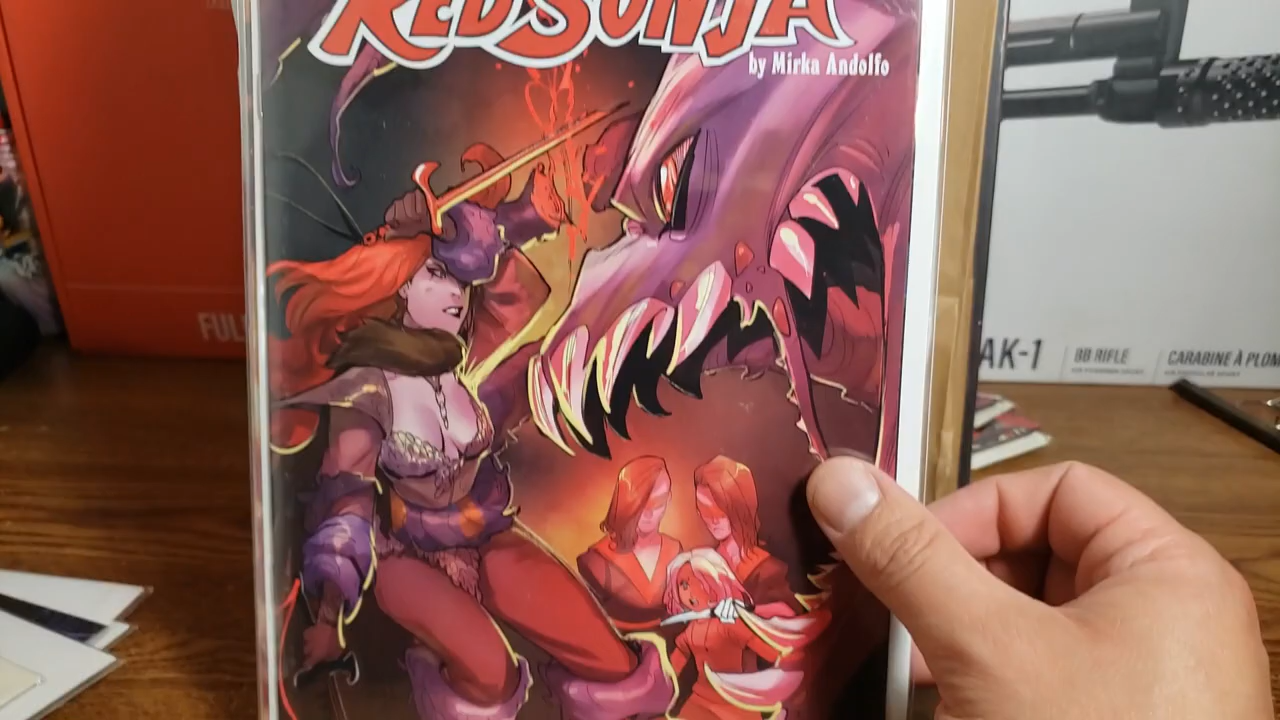 RED SONJA
by Mirka Andolfo
FUL
AK-1
BB RIFLE
CARABINE À PLOM